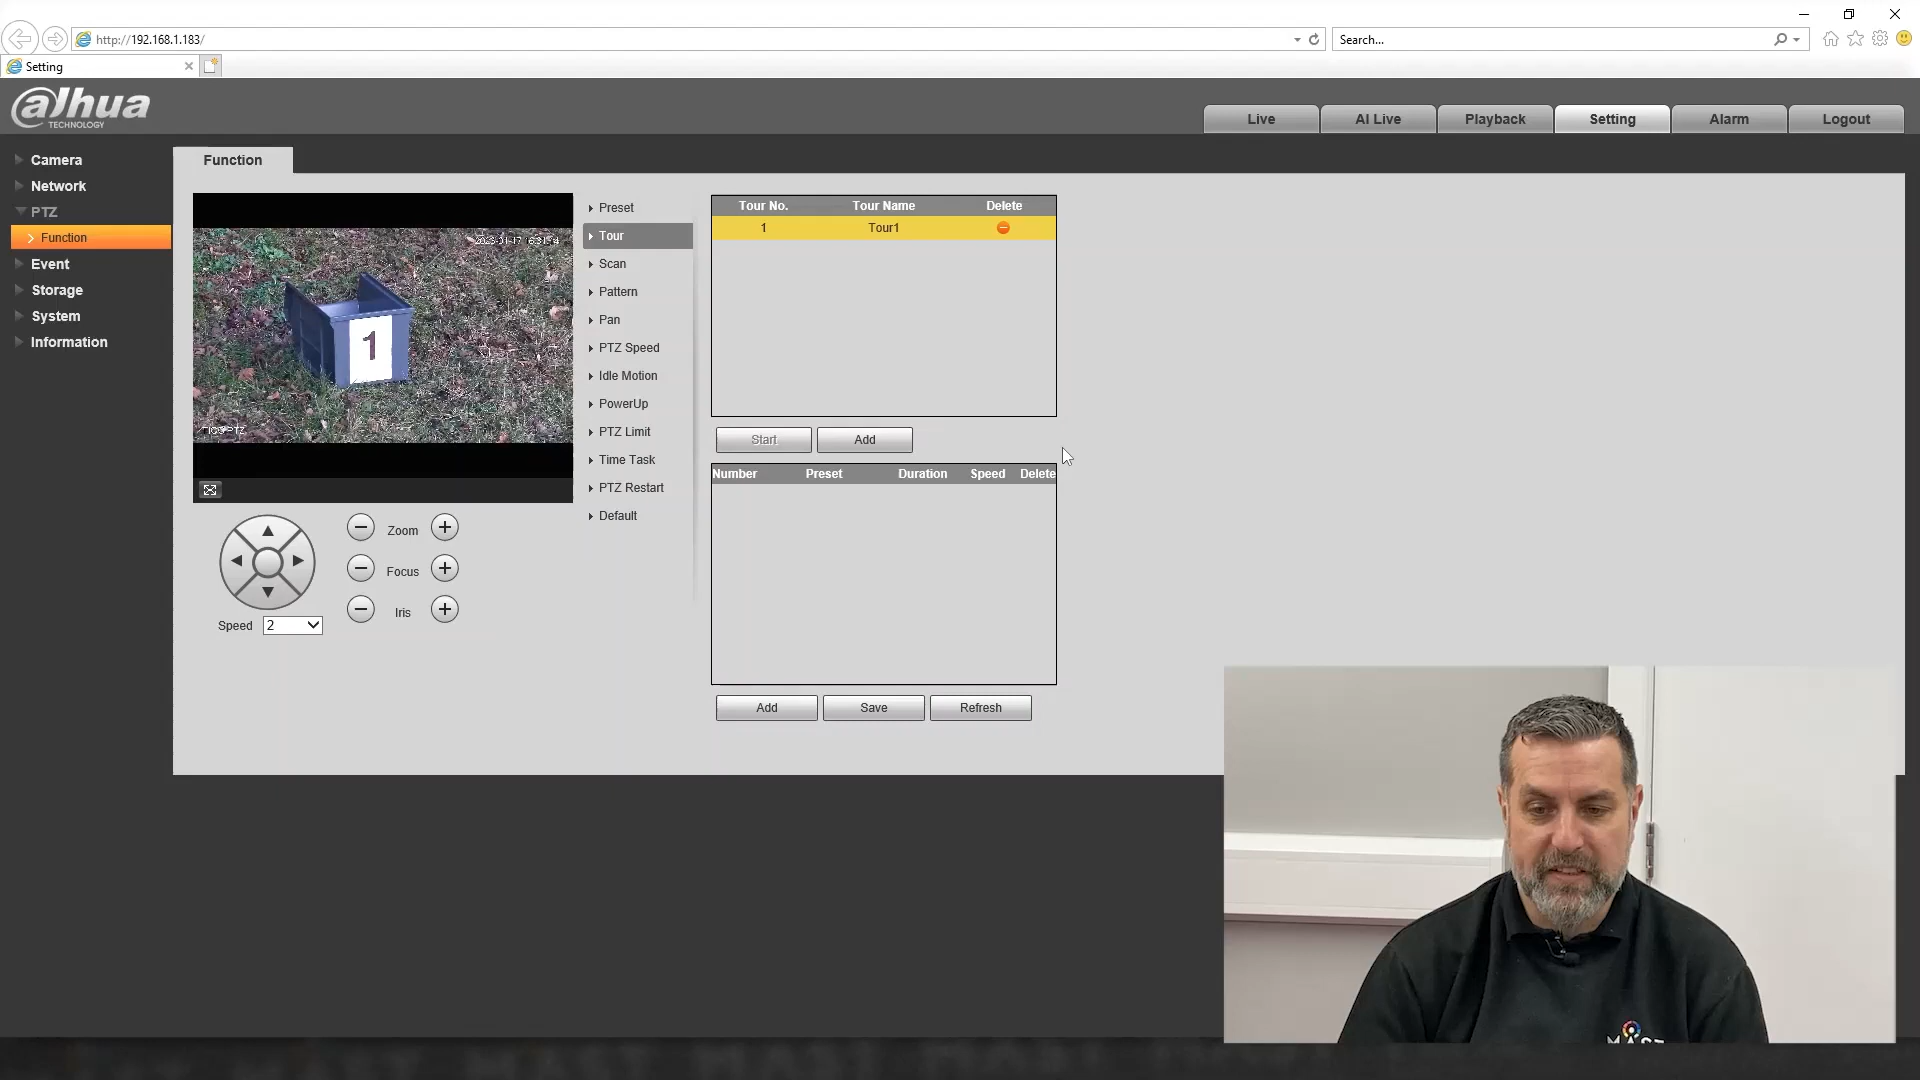 http://192.168.1.183/
Search...
Setting
alhua
TECHNOLOGY
Live
AI Live
Playback
Setting
Alarm
Logout
Camera
Network
PTZ
Function
Event
Storage
System
Information
Function
1
Preset
Tour
Scan
Pattern
Pan
PTZ Speed
Idle Motion
PowerUp
PTZ Limit
Time Task
PTZ Restart
Default
Tour No. Tour Name Delete
1 Tour1
Start Add
Number Preset Duration Speed Delete
Add Save Refresh
Zoom
Focus
Iris
Speed 2